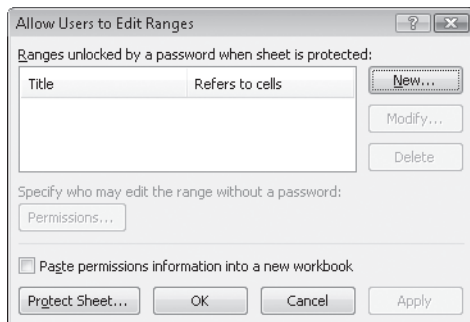 Allow Users to Edit Ranges
Ranges unlocked by a password when sheet is protected:
Title Refers to cells
New...
Modify...
Delete
Specify who may edit the range without a password:
Permissions...
Paste permissions information into a new workbook
Protect Sheet... OK Cancel Apply